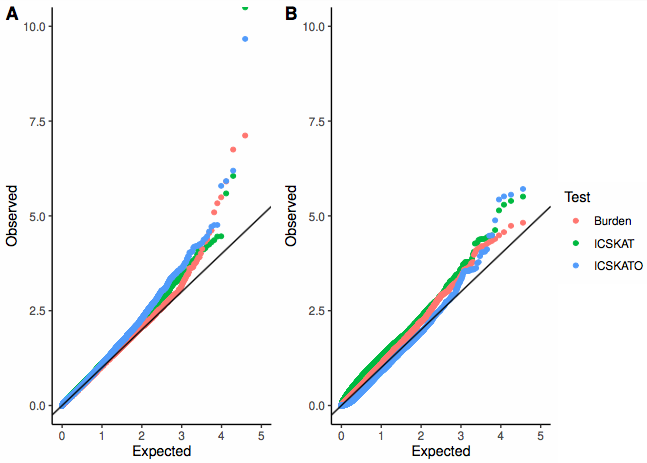 A
10.0
7.5
5.0
2.5
0.0
Observed
0 1 2 3 4 5
Expected
B
10.0
7.5
5.0
2.5
0.0
Observed
0 1 2 3 4 5
Expected
Test
Burden
ICSKAT
ICSKATO